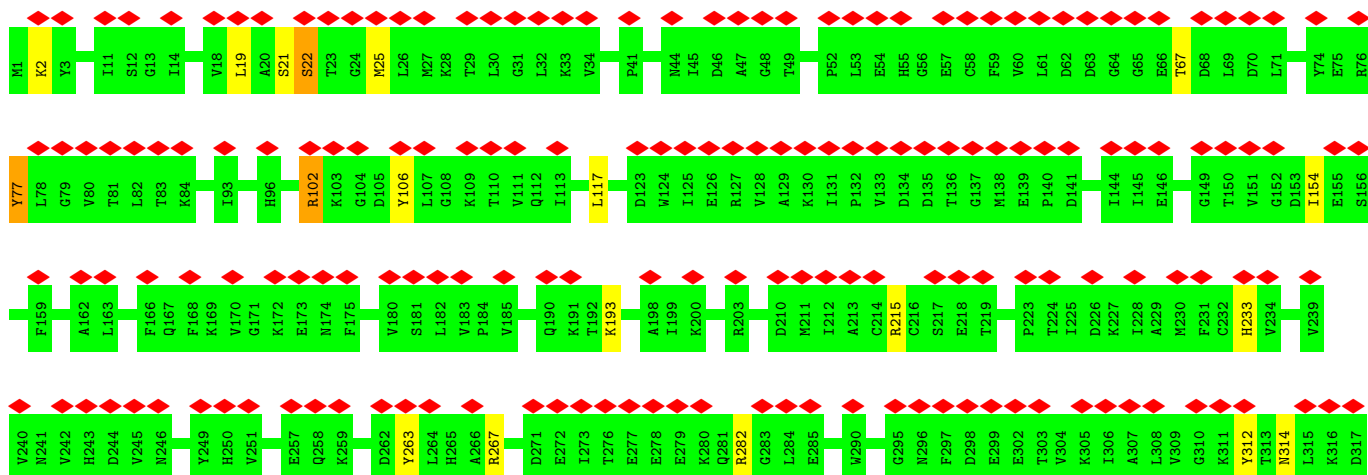 M1 K2 Y3 I11 S12 G13 I14 V18 L19 A20 S21 S22 T23 G24 M25 L26 M27 K28 T29 L30 G31 L32 K33 V34 P41 N44 I45 D46 A47 G48 T49 P52 L53 E54 H55 G56 E57 C58 F59 V60 L61 D62 D63 G64 G65 E66 T67 D68 L69 D70 L71 Y74 E75 R76
Y77 L78 G79 V80 T81 L82 T83 K84 I93 H96 R102 K103 G104 D105 Y106 L107 G108 K109 T110 V111 Q112 I113 L117 D123 W124 I125 E126 R127 V128 A129 K130 I131 P132 V133 D134 D135 T136 G137 M138 E139 P140 D141 I144 I145 E146 G149 T150 V151 G152 D153 I154 E155 S156
F159 A162 L163 F166 Q167 F168 K169 V170 G171 K172 E173 N174 F175 V180 S181 L182 V183 P184 V185 Q190 K191 T192 K193 A198 I199 K200 R203 D210 M211 I212 A213 C214 R215 C216 S217 E218 T219 P223 T224 I225 D226 K227 I228 A229 M230 F231 C232 H233 V234 V239
V240 N241 V242 H243 D244 V245 N246 Y249 H250 V251 E257 Q258 K259 D262 Y263 L264 H265 A266 R267 D271 E272 I273 T276 E277 E278 E279 K280 Q281 R282 G283 L284 E285 W290 G295 N296 F297 D298 E299 E302 T303 V304 K305 I306 A307 L308 V309 G310 K311 Y312 T313 N314 L315 K316 D317